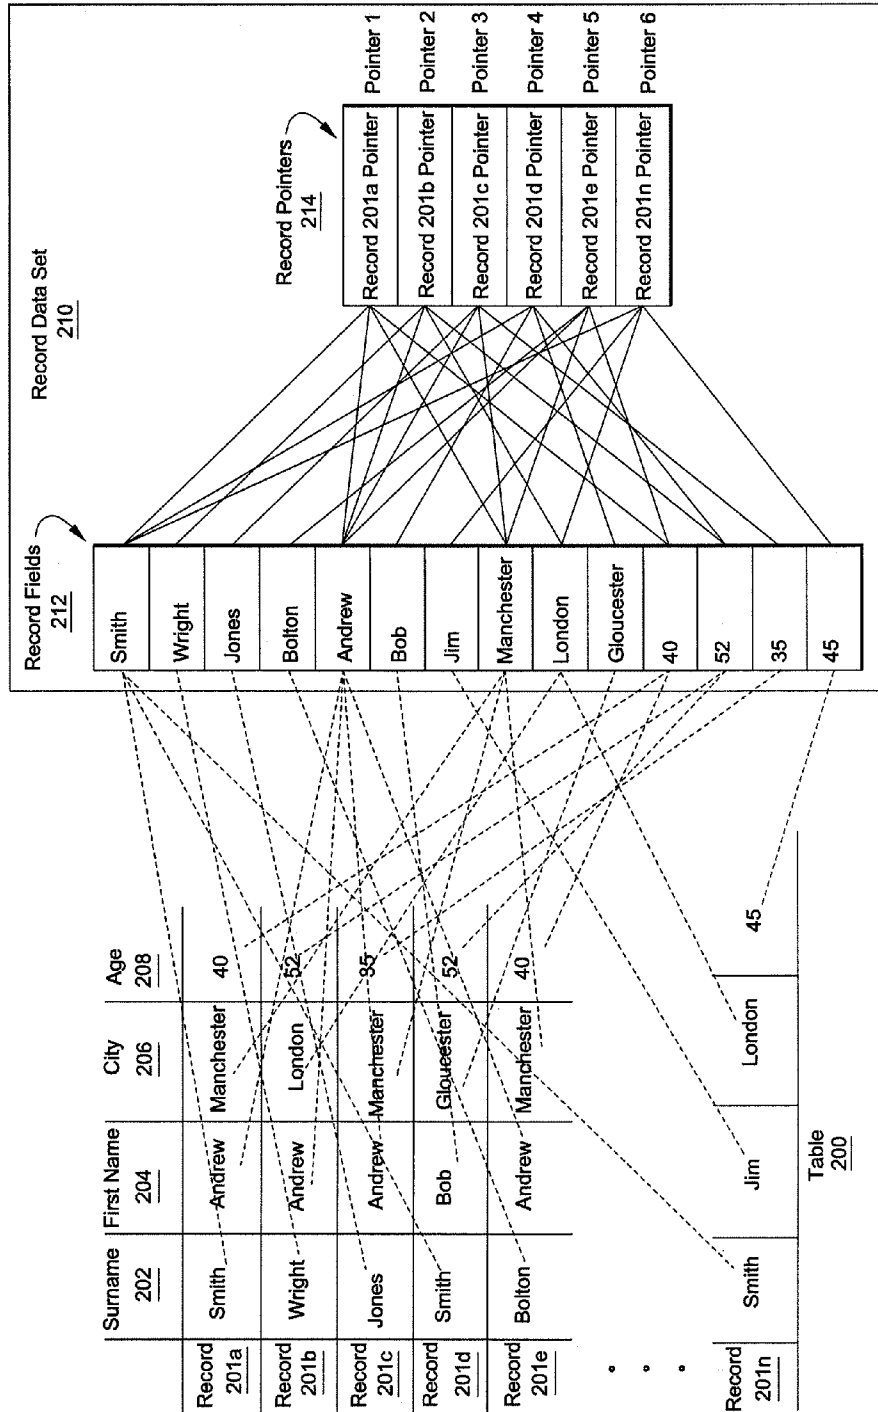 Surname First Name City Age
202 204 206 208
Record 201a Smith Andrew Manchester 40
Record 201b Wright Andrew London 52
Record 201c Jones Andrew Manchester 35
Record 201d Smith Bob Gloucester 52
Record 201e Bolton Andrew Manchester 40
Record 201n Smith Jim London 45
Table
200
Record Data Set
210
Record Fields
212
Smith
Wright
Jones
Bolton
Andrew
Bob
Jim
Manchester
London
Gloucester
40
52
35
45
Record Pointers
214
Record 201a Pointer Pointer 1
Record 201b Pointer Pointer 2
Record 201c Pointer Pointer 3
Record 201d Pointer Pointer 4
Record 201e Pointer Pointer 5
Record 201n Pointer Pointer 6